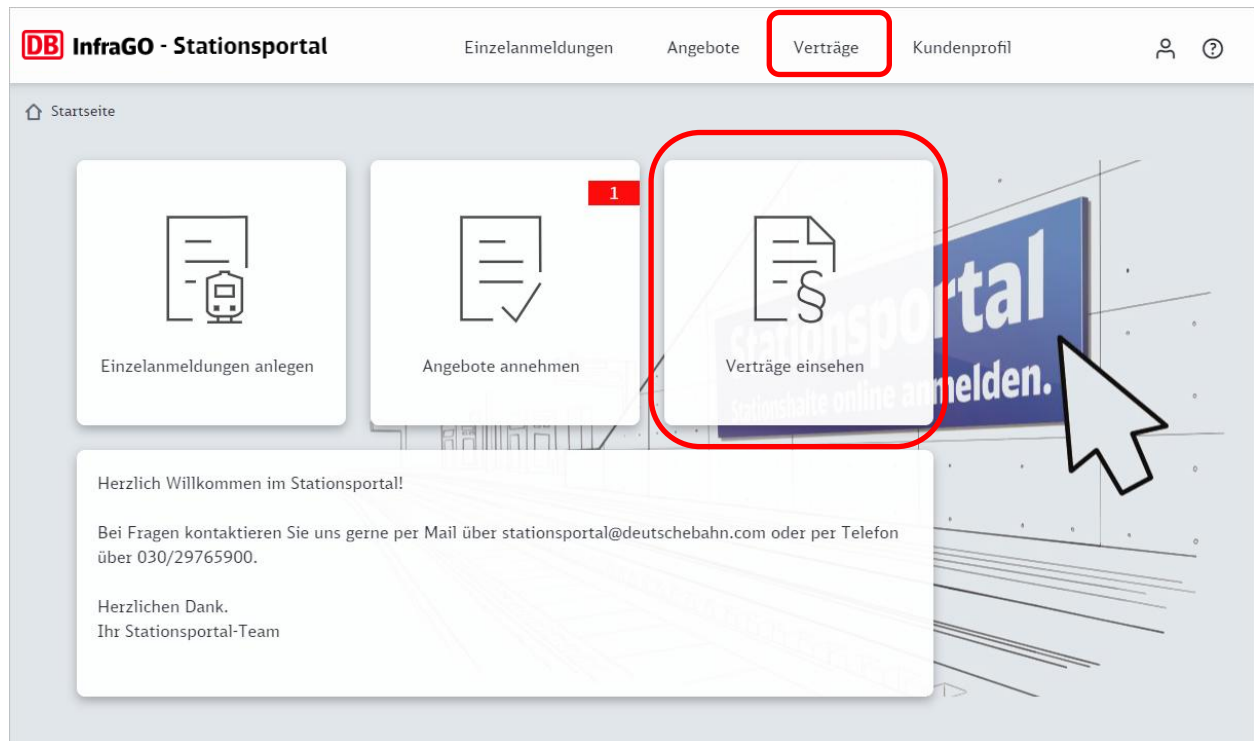 DB InfraGO - Stationsportal Einzelanmeldungen Angebote Verträge Kundenprofil
Startseite
1
Einzelanmeldungen anlegen
Angebote annehmen
Verträge einsehen
Stationsportal
Stationshalte online anmelden.
Herzlich Willkommen im Stationsportal!
Bei Fragen kontaktieren Sie uns gerne per Mail über stationsportal@deutschebahn.com oder per Telefon
über 030/29765900.
Herzlichen Dank.
Ihr Stationsportal-Team